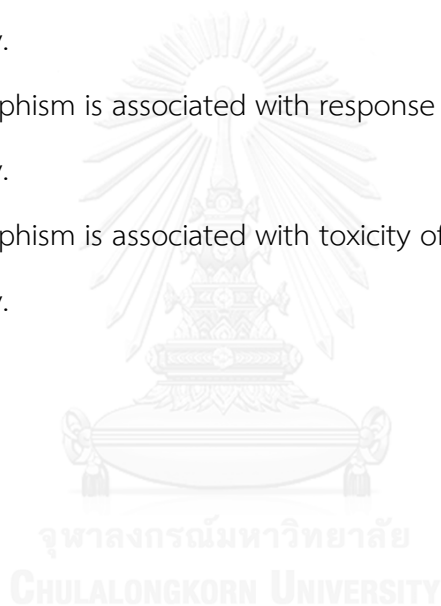 y.
phism is associated with response
y.
phism is associated with toxicity of
y.
จุฬาลงกรณ์มหาวิทยาลัย
CHULALONGKORN UNIVERSITY